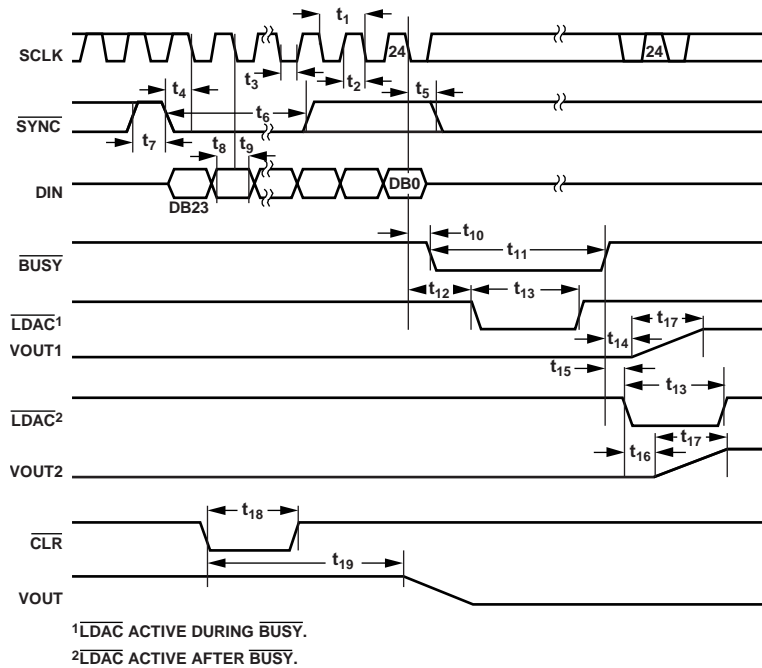 t1
SCLK
24
24
t3
t2
t4
t5
t6
SYNC
t7
t8
t9
DIN
DB23
DB0
t10
t11
BUSY
t12
t13
LDAC1
t17
t14
VOUT1
t15
t13
LDAC2
t17
t16
VOUT2
t18
CLR
t19
VOUT
1LDAC ACTIVE DURING BUSY.
2LDAC ACTIVE AFTER BUSY.